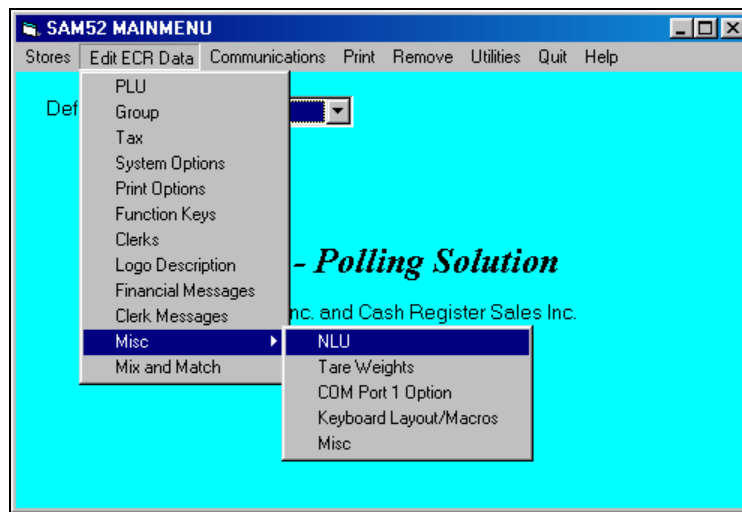 SAM52 MAINMENU
Stores Edit ECR Data Communications Print Remove Utilities Quit Help
Def
PLU
Group
Tax
System Options
Print Options
Function Keys
Clerks
Logo Description
Financial Messages
Clerk Messages
Misc
Mix and Match
- Polling Solution
nc. and Cash Register Sales Inc.
NLU
Tare Weights
COM Port 1 Option
Keyboard Layout/Macros
Misc